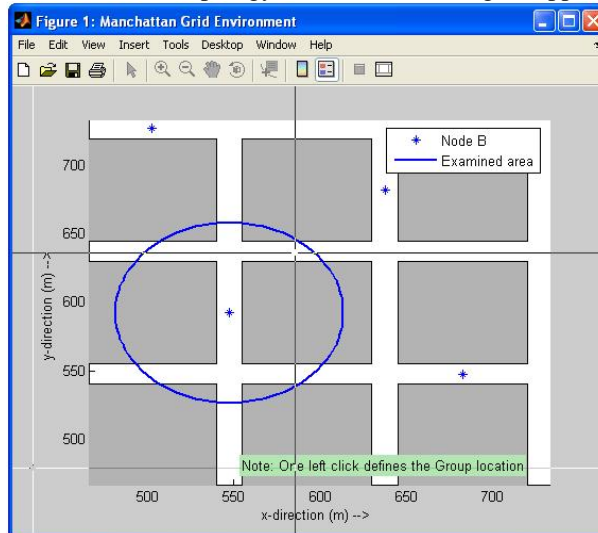 Figure 1: Manchattan Grid Environment
File Edit View Insert Tools Desktop Window Help
Node B
Examined area
700
650
600
550
500
y-direction (m) -->
Note: One left click defines the Group location
500 550 600 650 700
x-direction (m) -->